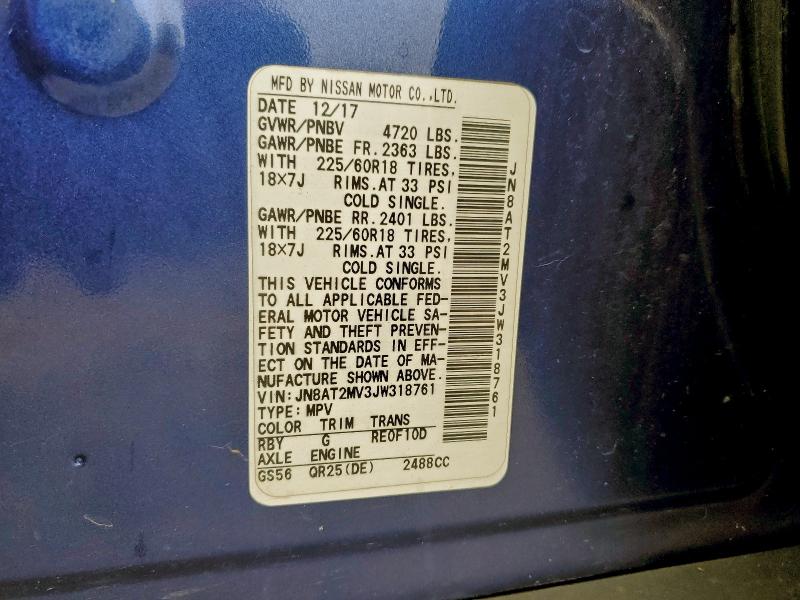 MFD BY NISSAN MOTOR CO.,LTD.
DATE 12/17
GVWR/PNBV 4720 LBS.
GAWR/PNBE FR. 2363 LBS.
WITH 225/60R18 TIRES,
18×7J RIMS.AT 33 PSI
COLD SINGLE.
GAWR/PNBE RR. 2401 LBS.
WITH 225/60R18 TIRES,
18×7J RIMS.AT 33 PSI
COLD SINGLE.
THIS VEHICLE CONFORMS
TO ALL APPLICABLE FED-
ERAL MOTOR VEHICLE SA-
FETY AND THEFT PREVEN-
TION STANDARDS IN EFF-
ECT ON THE DATE OF MA-
NUFACTURE SHOWN ABOVE.
VIN:JN8AT2MV3JW318761
TYPE:MPV
COLOR TRIM TRANS
RBY G RE0F10D
AXLE ENGINE
GS56 QR25(DE) 2488CC
JN8AT2MV3JW318761